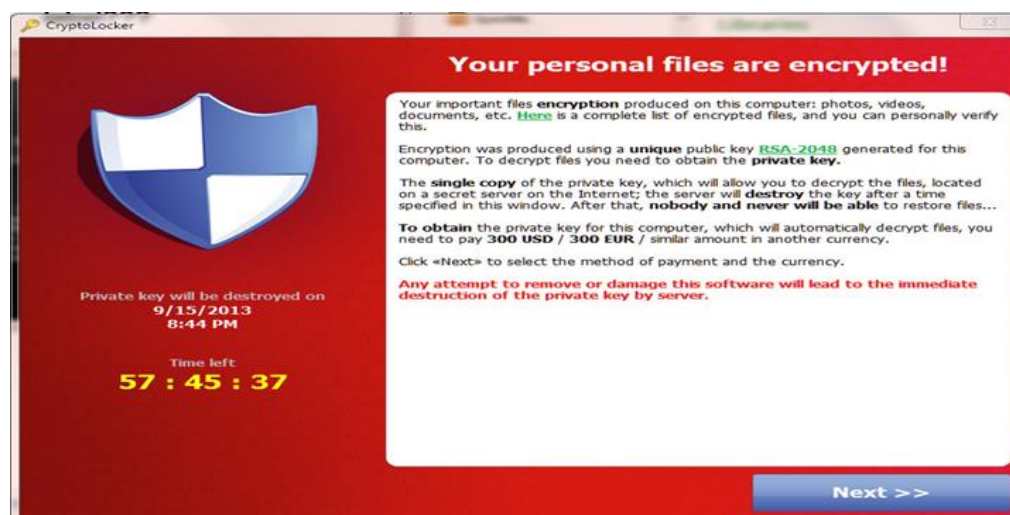 CryptoLocker
Your personal files are encrypted!
Your important files encryption produced on this computer: photos, videos,
documents, etc. Here is a complete list of encrypted files, and you can personally verify
this.
Encryption was produced using a unique public key RSA-2048 generated for this
computer. To decrypt files you need to obtain the private key.
The single copy of the private key, which will allow you to decrypt the files, located
on a secret server on the Internet; the server will destroy the key after a time
specified in this window. After that, nobody and never will be able to restore files...
To obtain the private key for this computer, which will automatically decrypt files, you
need to pay 300 USD / 300 EUR / similar amount in another currency.
Click «Next» to select the method of payment and the currency.
Any attempt to remove or damage this software will lead to the immediate
destruction of the private key by server.
Private key will be destroyed on
9/15/2013
8:44 PM
Time left
57 : 45 : 37
Next >>